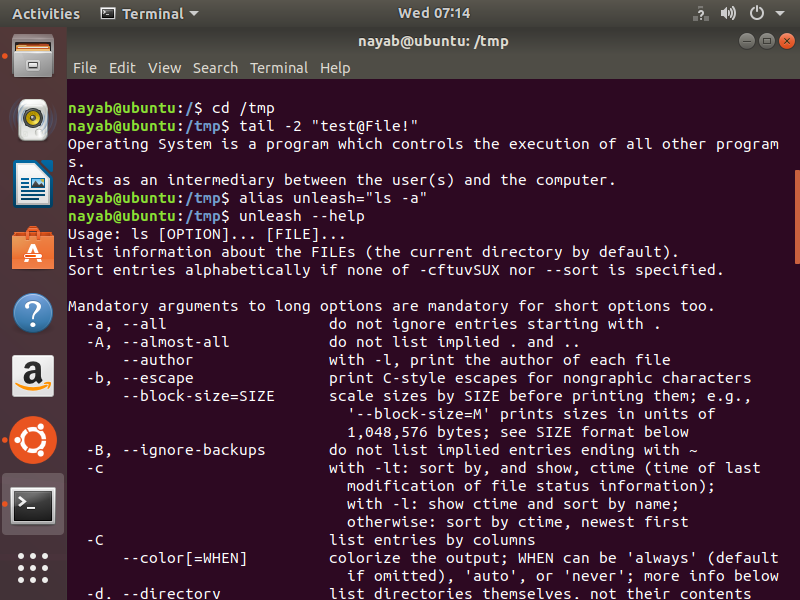 Activities Terminal Wed 07:14
nayab@ubuntu: /tmp
File Edit View Search Terminal Help
nayab@ubuntu:/$ cd /tmp
nayab@ubuntu:/tmp$ tail -2 "test@File!"
Operating System is a program which controls the execution of all other program
s.
Acts as an intermediary between the user(s) and the computer.
nayab@ubuntu:/tmp$ alias unleash="ls -a"
nayab@ubuntu:/tmp$ unleash --help
Usage: ls [OPTION]... [FILE]...
List information about the FILEs (the current directory by default).
Sort entries alphabetically if none of -cftuvSUX nor --sort is specified.

Mandatory arguments to long options are mandatory for short options too.
  -a, --all                  do not ignore entries starting with .
  -A, --almost-all           do not list implied . and ..
      --author               with -l, print the author of each file
  -b, --escape               print C-style escapes for nongraphic characters
      --block-size=SIZE      scale sizes by SIZE before printing them; e.g.,
                               '--block-size=M' prints sizes in units of
                               1,048,576 bytes; see SIZE format below
  -B, --ignore-backups       do not list implied entries ending with ~
  -c                         with -lt: sort by, and show, ctime (time of last
                               modification of file status information);
                               with -l: show ctime and sort by name;
                               otherwise: sort by ctime, newest first
  -C                         list entries by columns
      --color[=WHEN]         colorize the output; WHEN can be 'always' (default
                               if omitted), 'auto', or 'never'; more info below
  -d, --directory            list directories themselves, not their contents